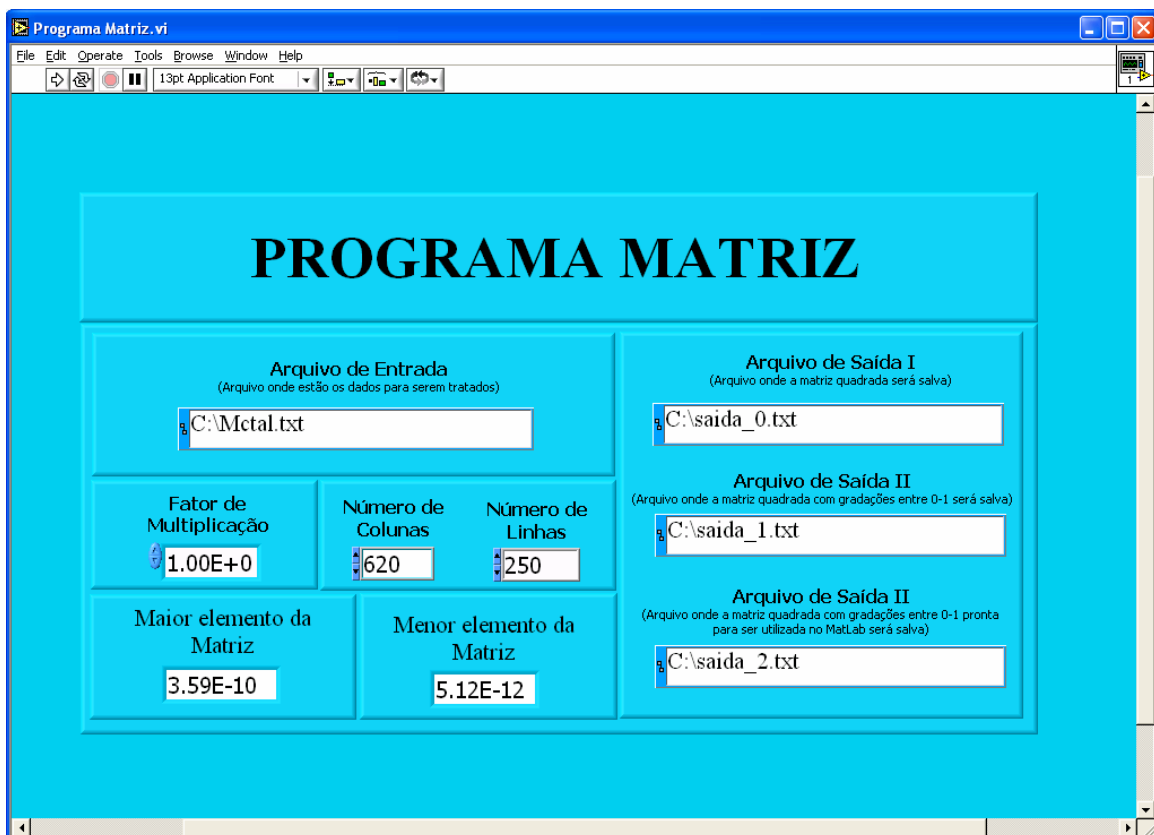 Programa Matriz.vi
File Edit Operate Tools Browse Window Help
13pt Application Font
1
PROGRAMA MATRIZ
Arquivo de Entrada
(Arquivo onde estão os dados para serem tratados)
C:\Mctal.txt
Fator de
Multiplicação
1.00E+0
Número de
Colunas
620
Número de
Linhas
250
Maior elemento da
Matriz
3.59E-10
Menor elemento da
Matriz
5.12E-12
Arquivo de Saída I
(Arquivo onde a matriz quadrada será salva)
C:\saida_0.txt
Arquivo de Saída II
(Arquivo onde a matriz quadrada com gradações entre 0-1 será salva)
C:\saida_1.txt
Arquivo de Saída II
(Arquivo onde a matriz quadrada com gradações entre 0-1 pronta
para ser utilizada no MatLab será salva)
C:\saida_2.txt